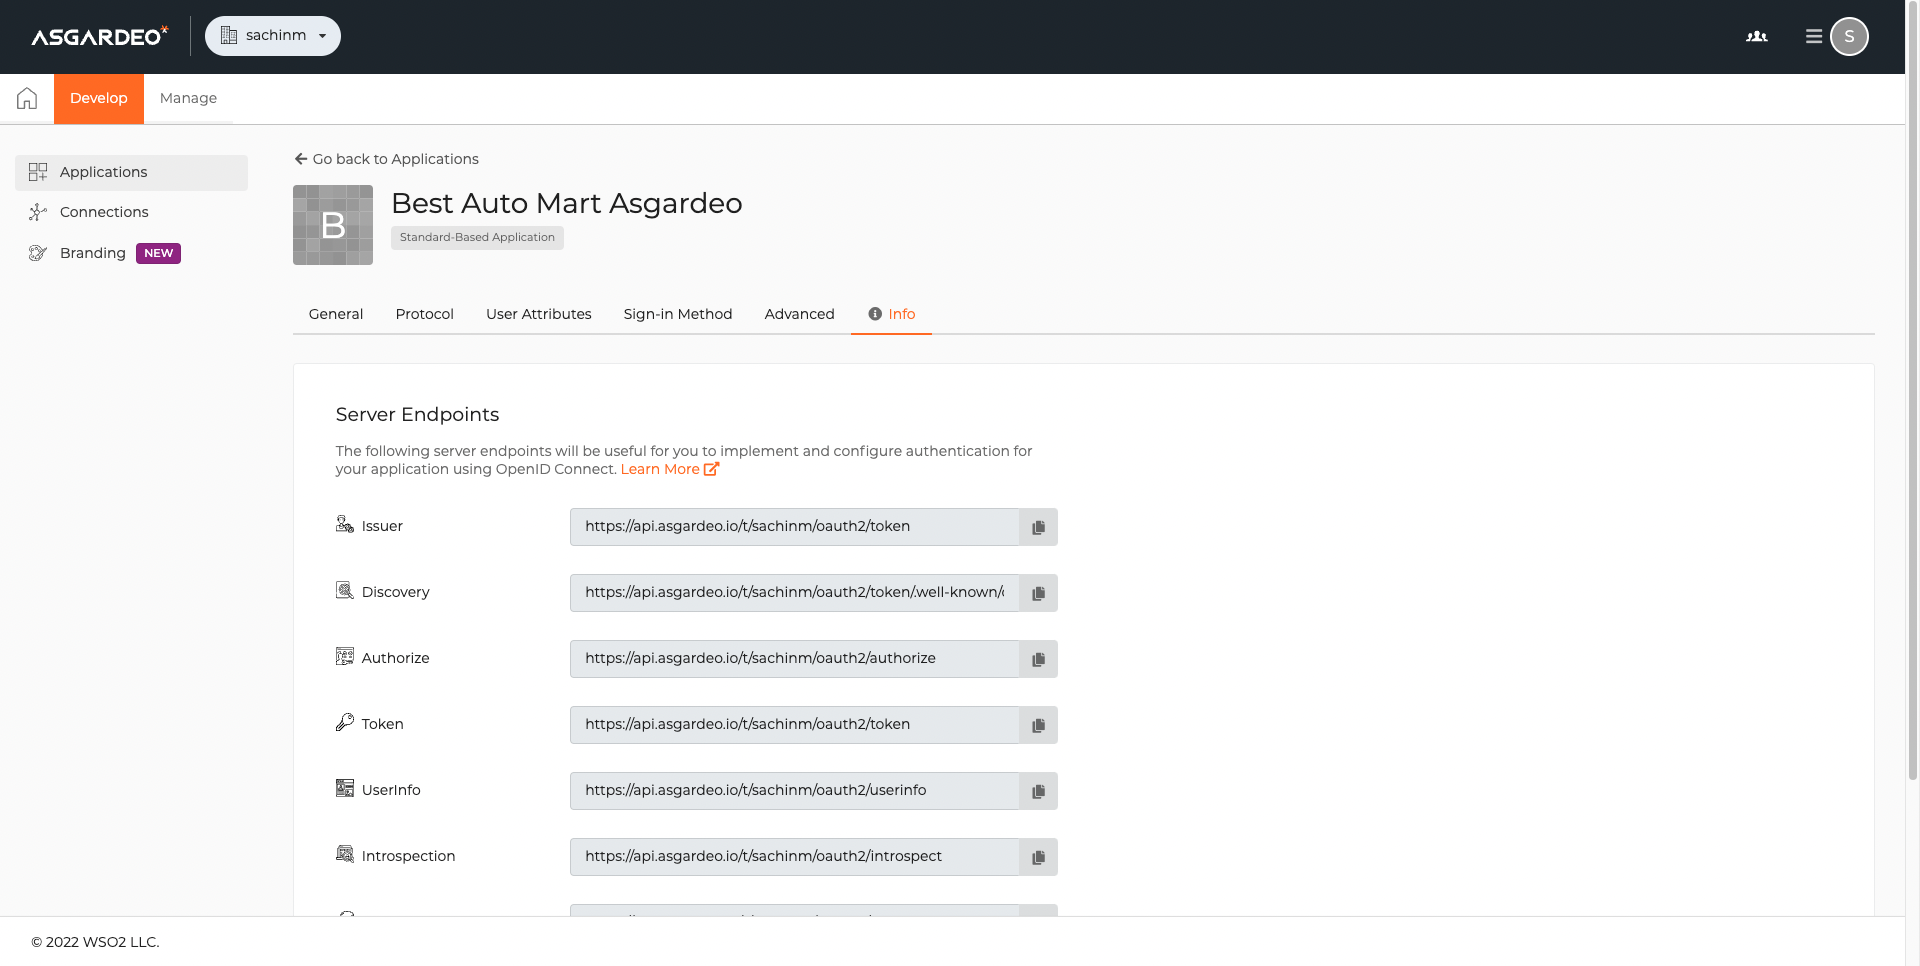 ASGARDEO
sachinm
S
Develop
Manage
Applications
Connections
Branding NEW
Go back to Applications
B
Best Auto Mart Asgardeo
Standard-Based Application
General
Protocol
User Attributes
Sign-in Method
Advanced
Info
Server Endpoints
The following server endpoints will be useful for you to implement and configure authentication for
your application using OpenID Connect. Learn More
Issuer
https://api.asgardeo.io/t/sachinm/oauth2/token
Discovery
https://api.asgardeo.io/t/sachinm/oauth2/token/.well-known/
Authorize
https://api.asgardeo.io/t/sachinm/oauth2/authorize
Token
https://api.asgardeo.io/t/sachinm/oauth2/token
UserInfo
https://api.asgardeo.io/t/sachinm/oauth2/userinfo
Introspection
https://api.asgardeo.io/t/sachinm/oauth2/introspect
© 2022 WSO2 LLC.